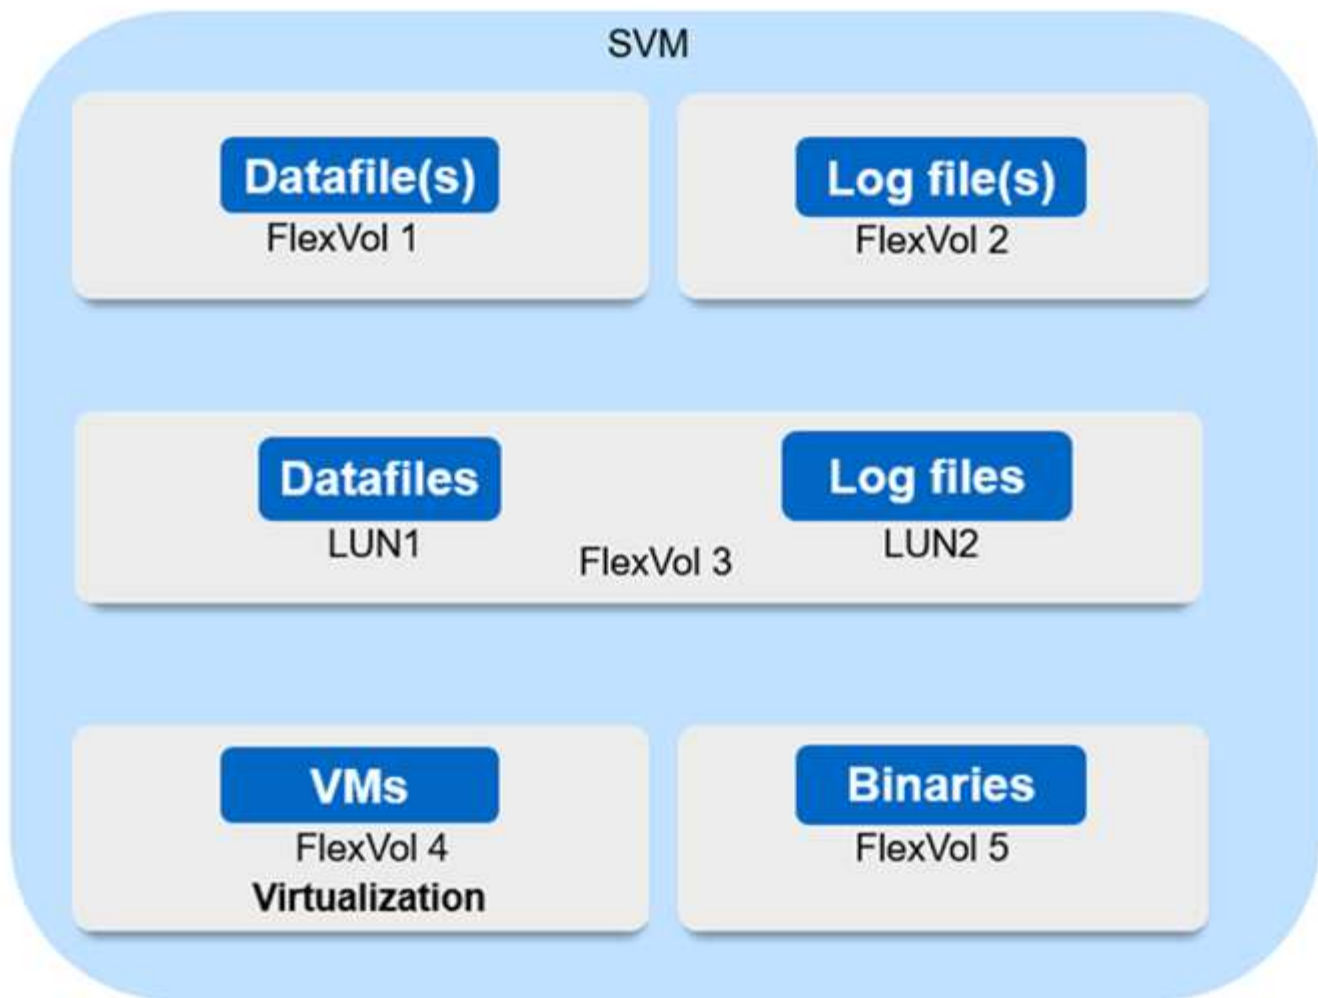 SVM
Datafile(s)
FlexVol 1
Log file(s)
FlexVol 2
Datafiles
LUN1
Log files
LUN2
FlexVol 3
VMs
FlexVol 4
Virtualization
Binaries
FlexVol 5